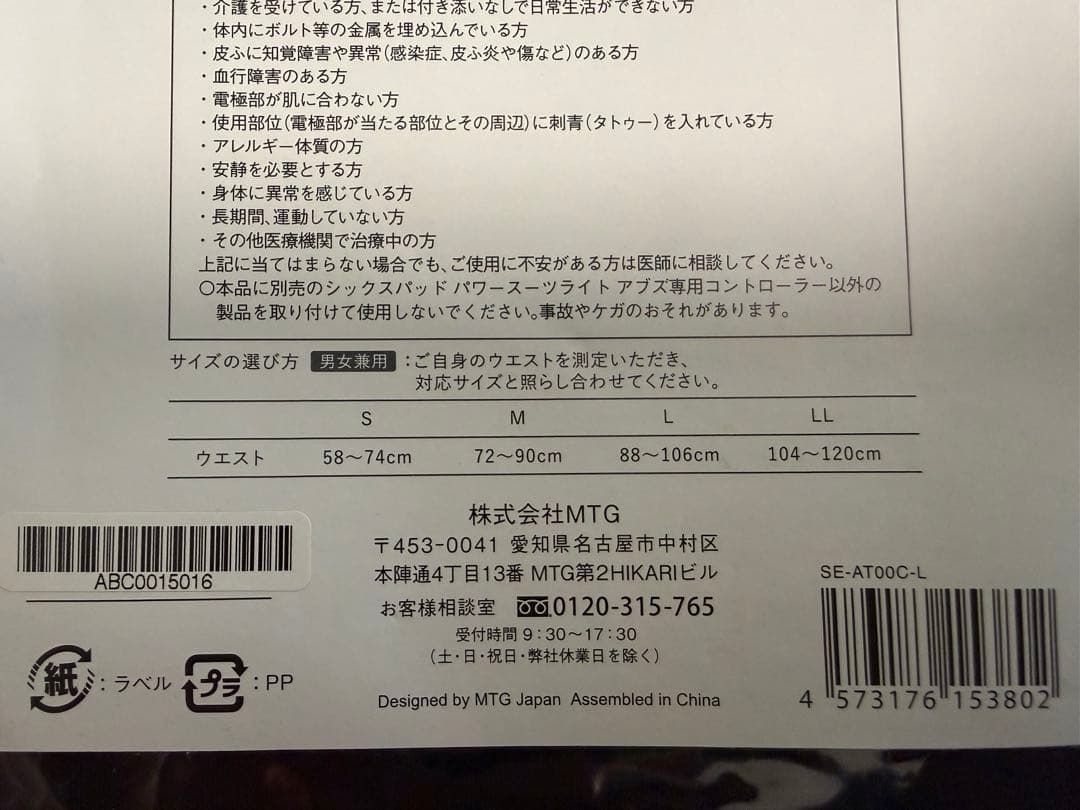 ・介護を受けている方、または付き添いなしで日常生活ができない方
・体内にボルト等の金属を埋め込んでいる方
・皮ふに知覚障害や異常(感染症、皮ふ炎や傷など)のある方
・血行障害のある方
・電極部が肌に合わない方
・使用部位(電極部が当たる部位とその周辺)に刺青(タトゥー)を入れている方
・アレルギー体質の方
・安静を必要とする方
・身体に異常を感じている方
・長期間、運動していない方
・その他医療機関で治療中の方
上記に当てはまらない場合でも、ご使用に不安がある方は医師に相談してください。
○本品に別売のシックスパッド パワースーツライト アブズ専用コントローラー以外の
製品を取り付けて使用しないでください。事故やケガのおそれがあります。
サイズの選び方 男女兼用 :ご自身のウエストを測定いただき、
対応サイズと照らし合わせてください。
S M L LL
ウエスト 58〜74cm 72〜90cm 88〜106cm 104〜120cm
株式会社MTG
〒453-0041 愛知県名古屋市中村区
本陣通4丁目13番 MTG第2HIKARIビル
お客様相談室 0120-315-765
受付時間 9:30〜17:30
(土・日・祝日・弊社休業日を除く)
Designed by MTG Japan Assembled in China
ABC0015016
紙:ラベル プラ:PP
SE-AT00C-L
4 573176 153802